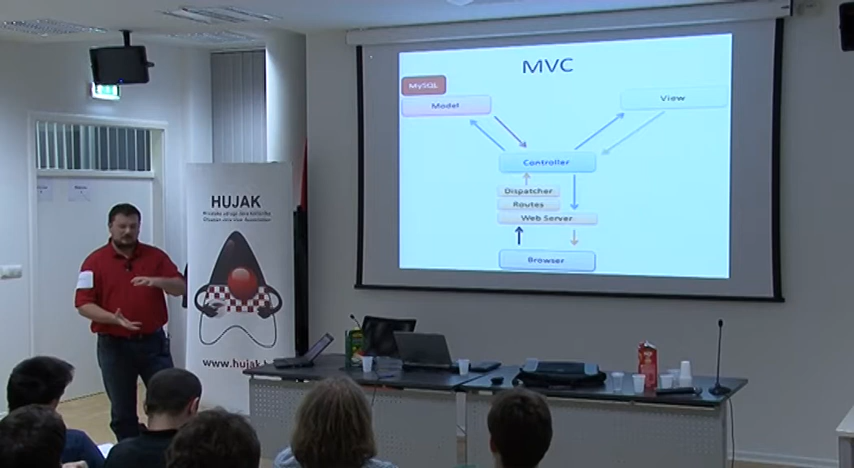 MVC
MySQL
Model
View
Controller
Dispatcher
Routes
Web Server
Browser
HUJAK
www.hujak.